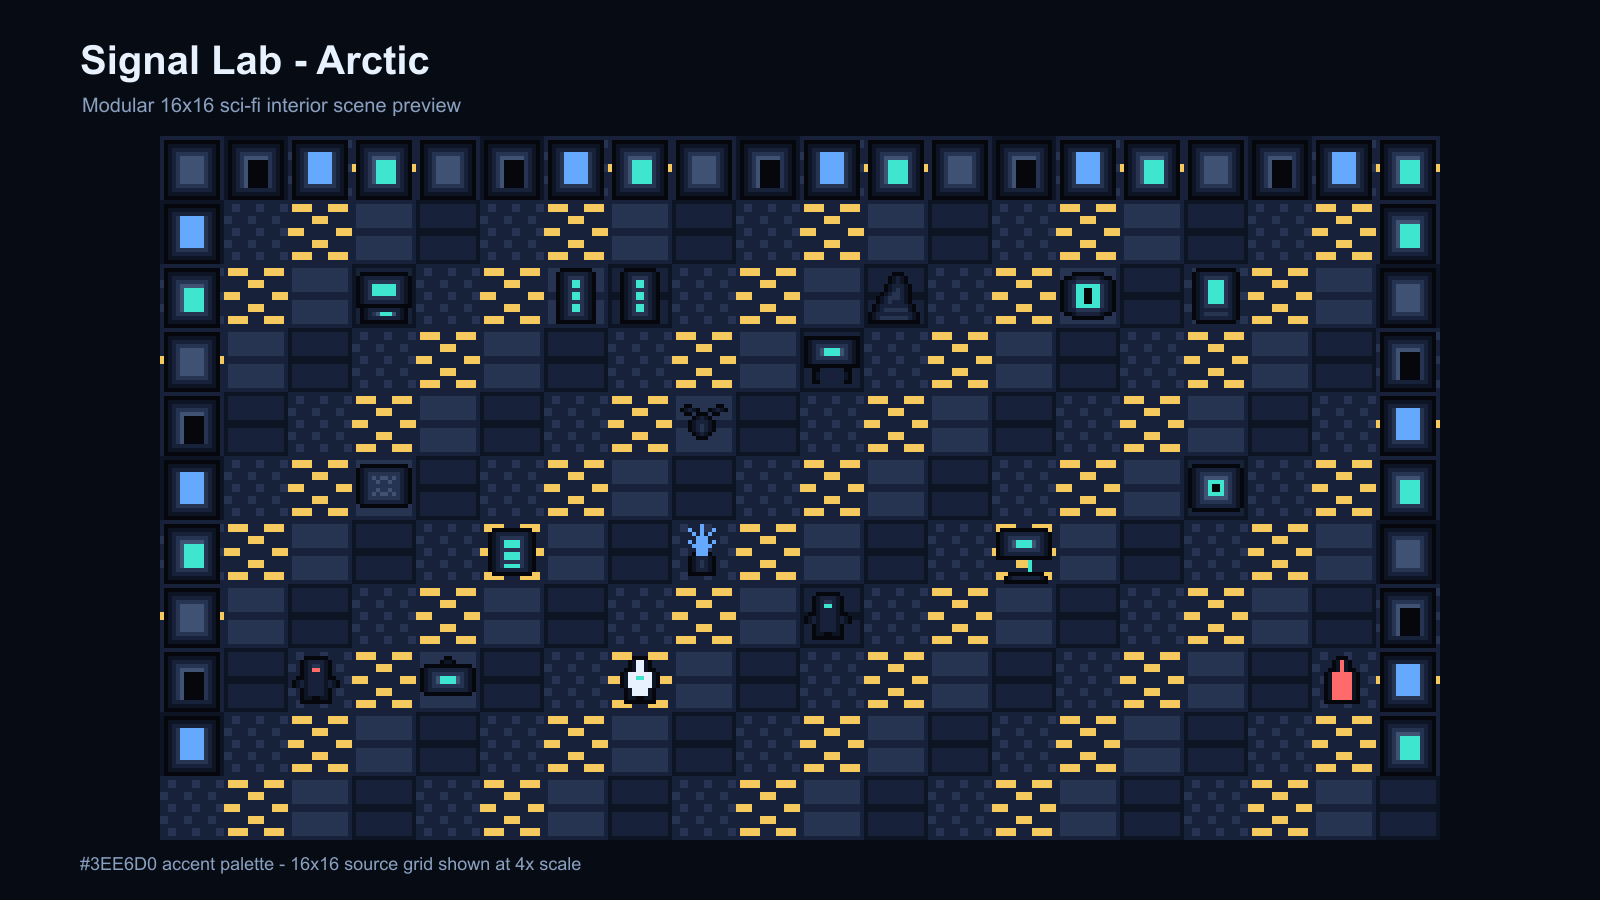 Signal Lab - Arctic
Modular 16x16 sci-fi interior scene preview
#3EE6D0 accent palette - 16x16 source grid shown at 4x scale